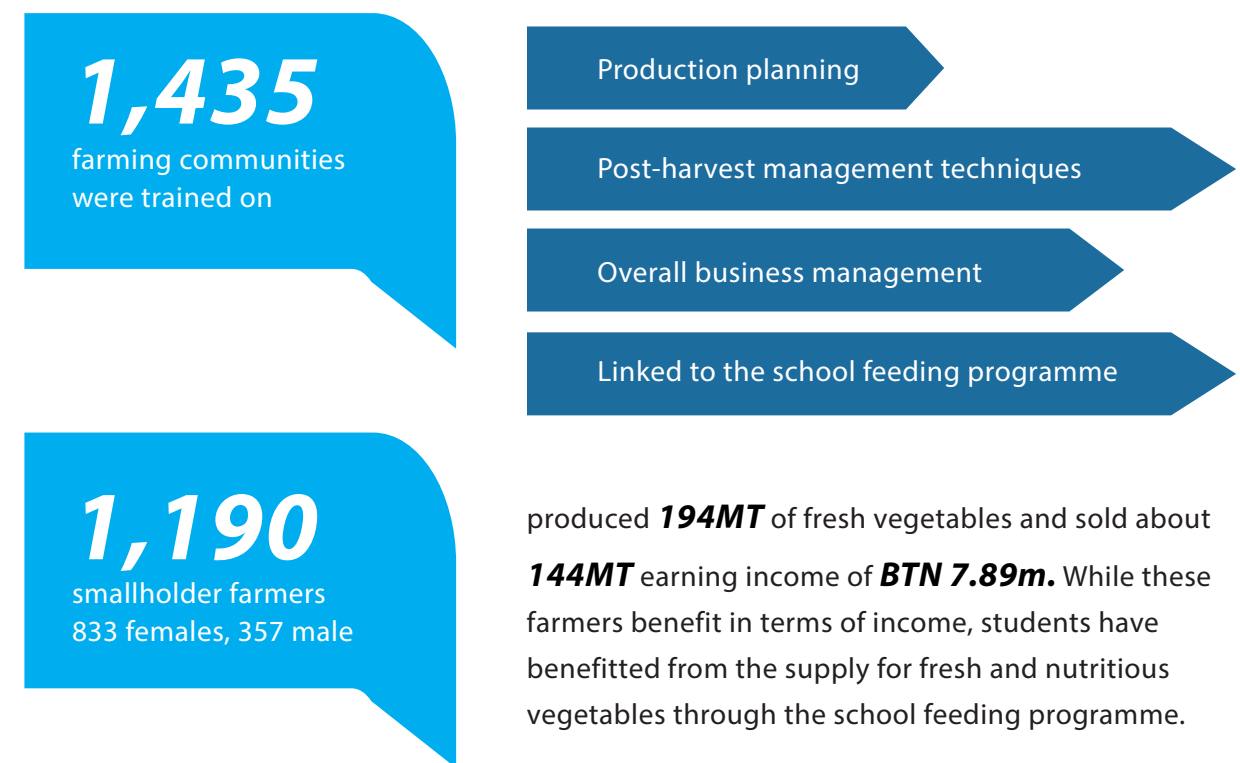 1,435
farming communities
were trained on
Production planning
Post-harvest management techniques
Overall business management
Linked to the school feeding programme
1,190
smallholder farmers
833 females, 357 male
produced 194MT of fresh vegetables and sold about
144MT earning income of BTN 7.89m. While these
farmers benefit in terms of income, students have
benefitted from the supply for fresh and nutritious
vegetables through the school feeding programme.